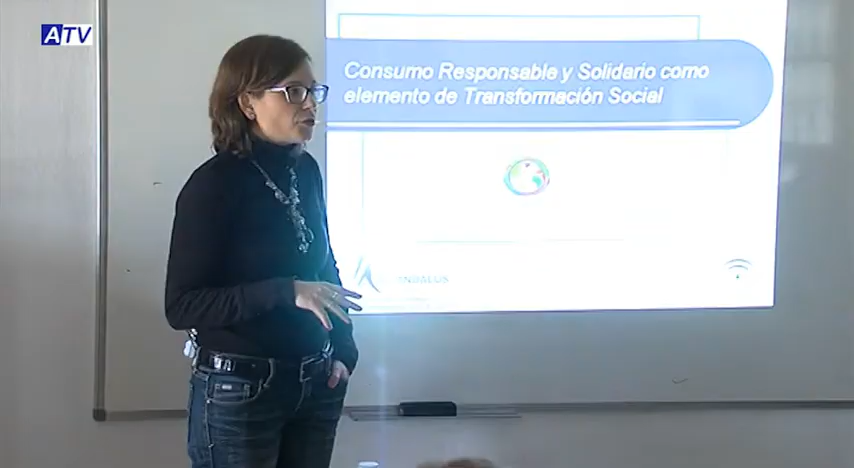 ATV
Consumo Responsable y Solidario como
elemento de Transformación Social